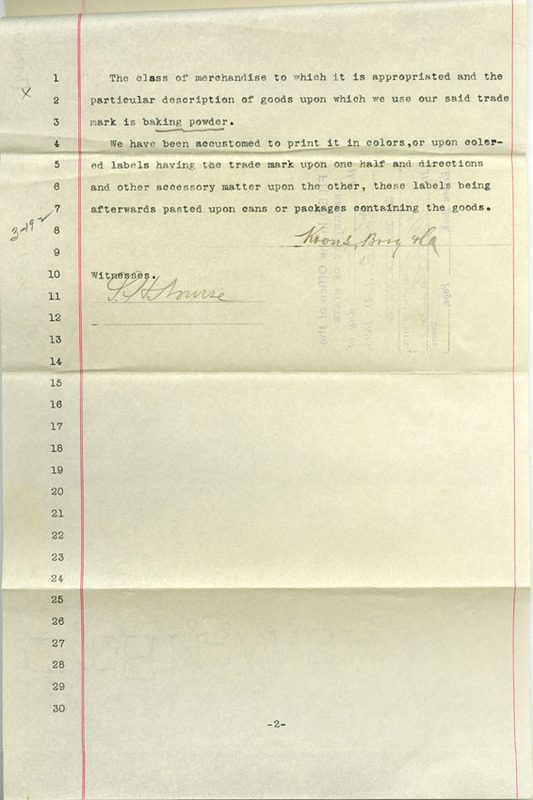 1 The class of merchandise to which it is appropriated and the
X
2 particular description of goods upon which we use our said trade
3 mark is baking powder.
4 We have been accustomed to print it in colors,or upon color-
5 ed labels having the trade mark upon one half and directions
6 and other accessory matter upon the other, these labels being
7 afterwards pasted upon cans or packages containing the goods.
3-19
8
9
10 Witnesses.
11 S. H. Nourse
12
13
14
15
16
17
18
19
20
21
22
23
24
25
26
27
28
29
30
-2-